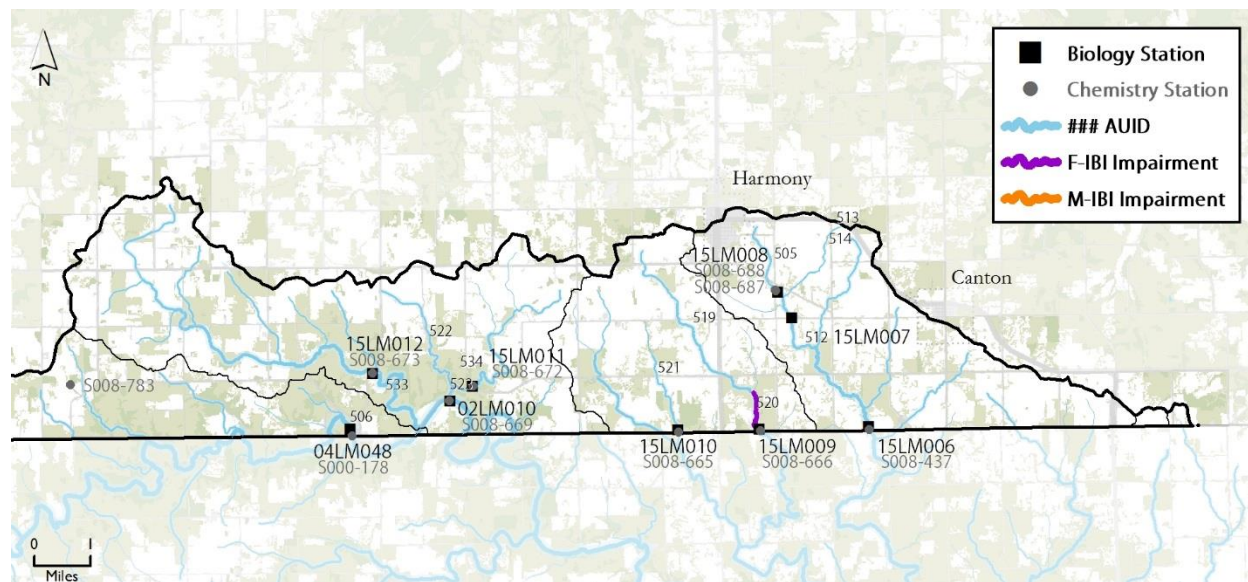 N
Biology Station
Chemistry Station
### AUID
F-IBI Impairment
M-IBI Impairment
Harmony
513
514
15LM008
505
S008-688
S008-687
Canton
522
519
512
15LM007
15LM012
S008-673
534
15LM011
S008-672
521
S008-783
533
523
02LM010
S008-669
520
506
04LM048
S000-178
15LM010
S008-665
15LM009
S008-666
15LM006
S008-437
0 1
Miles